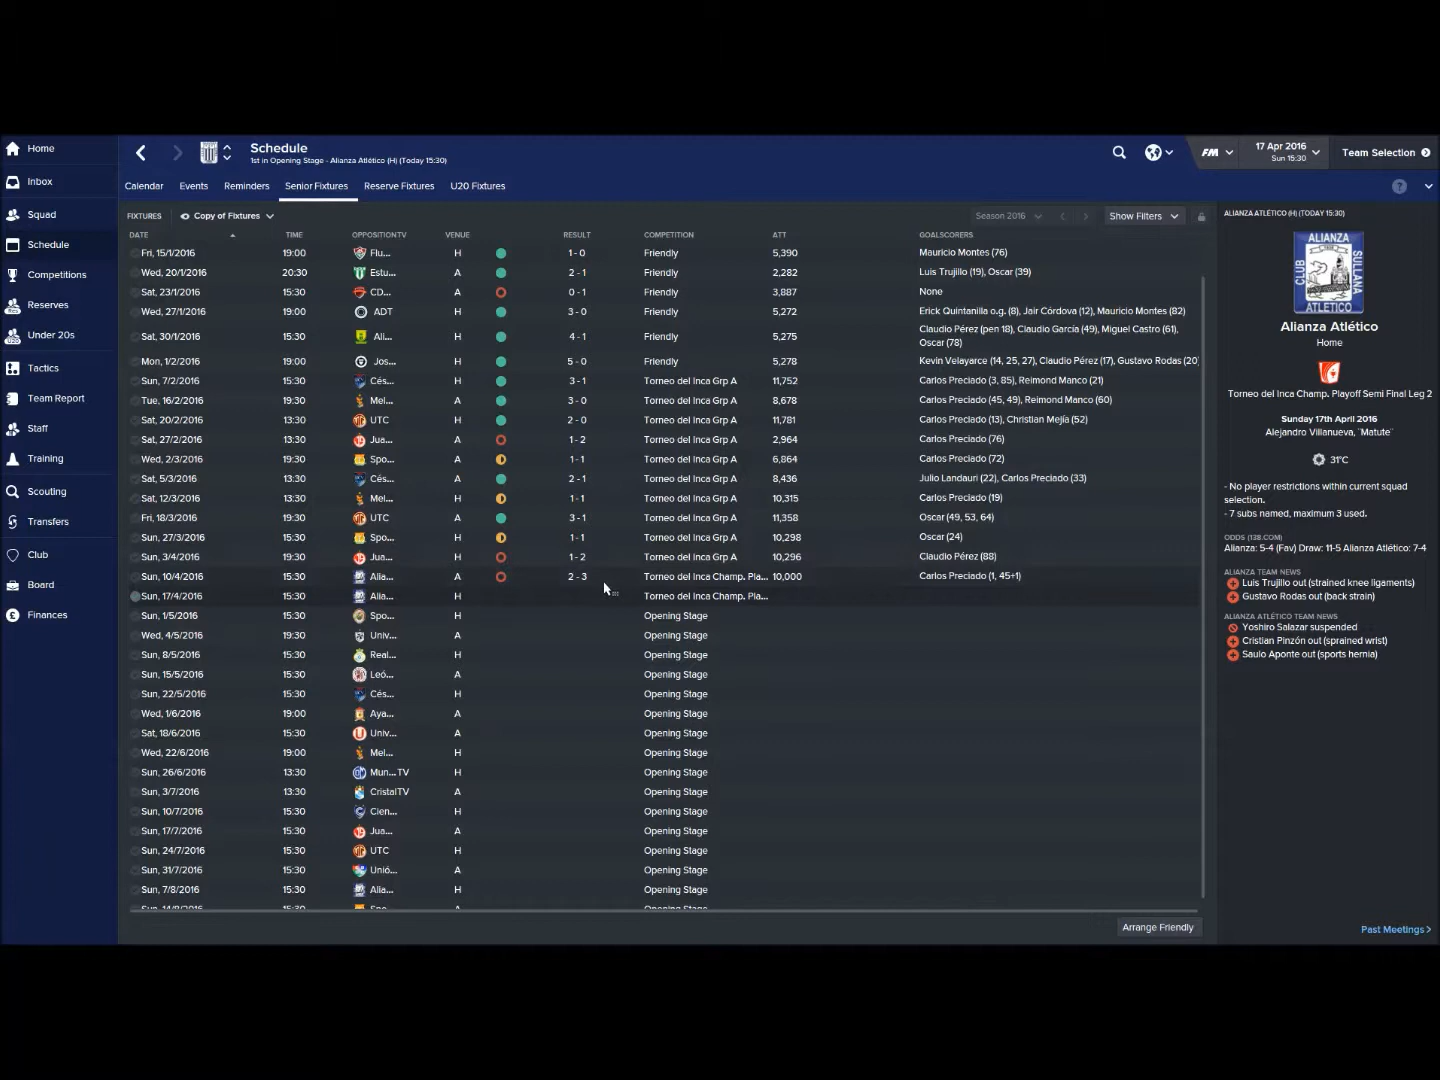 Home
Inbox
Squad
Schedule
Competitions
Reserves
Under 20s
Tactics
Team Report
Staff
Training
Scouting
Transfers
Club
Board
Finances
Schedule
1st in Opening Stage - Alianza Atlético (H) (Today 15:30)
FM
17 Apr 2016
Sun 15:30
Team Selection
Calendar Events Reminders Senior Fixtures Reserve Fixtures U20 Fixtures
FIXTURES Copy of Fixtures Season 2016 Show Filters
DATE TIME OPPOSITION TV VENUE RESULT COMPETITION ATT GOALSCORERS
Fri, 15/1/2016 19:00 Flu... H 1 - 0 Friendly 5,390 Mauricio Montes (76)
Wed, 20/1/2016 20:30 Estu... A 2 - 1 Friendly 2,282 Luis Trujillo (19), Oscar (39)
Sat, 23/1/2016 15:30 CD... A 0 - 1 Friendly 3,887 None
Wed, 27/1/2016 19:00 ADT H 3 - 0 Friendly 5,272 Erick Quintanilla o.g. (8), Jair Córdova (12), Mauricio Montes (82)
Sat, 30/1/2016 15:30 All... H 4 - 1 Friendly 5,275 Claudio Pérez (pen 18), Claudio García (49), Miguel Castro (61),
Oscar (78)
Mon, 1/2/2016 19:00 Jos... H 5 - 0 Friendly 5,278 Kevin Velayarce (14, 25, 27), Claudio Pérez (17), Gustavo Rodas (20)
Sun, 7/2/2016 15:30 Cés... H 3 - 1 Torneo del Inca Grp A 11,752 Carlos Preciado (3, 85), Reimond Manco (21)
Tue, 16/2/2016 19:30 Mel... A 3 - 0 Torneo del Inca Grp A 8,678 Carlos Preciado (45, 49), Reimond Manco (60)
Sat, 20/2/2016 13:30 UTC H 2 - 0 Torneo del Inca Grp A 11,781 Carlos Preciado (13), Christian Mejía (52)
Sat, 27/2/2016 13:30 Jua... A 1 - 2 Torneo del Inca Grp A 2,964 Carlos Preciado (76)
Wed, 2/3/2016 19:30 Spo... A 1 - 1 Torneo del Inca Grp A 6,864 Carlos Preciado (72)
Sat, 5/3/2016 13:30 Cés... A 2 - 1 Torneo del Inca Grp A 8,436 Julio Landauri (22), Carlos Preciado (33)
Sat, 12/3/2016 13:30 Mel... H 1 - 1 Torneo del Inca Grp A 10,315 Carlos Preciado (19)
Fri, 18/3/2016 19:30 UTC A 3 - 1 Torneo del Inca Grp A 11,358 Oscar (49, 53, 64)
Sun, 27/3/2016 15:30 Spo... H 1 - 1 Torneo del Inca Grp A 10,298 Oscar (24)
Sun, 3/4/2016 19:30 Jua... H 1 - 2 Torneo del Inca Grp A 10,296 Claudio Pérez (88)
Sun, 10/4/2016 15:30 Alia... A 2 - 3 Torneo del Inca Champ. Pla... 10,000 Carlos Preciado (1, 45+1)
Sun, 17/4/2016 15:30 Alia... H Torneo del Inca Champ. Pla...
Sun, 1/5/2016 15:30 Spo... H Opening Stage
Wed, 4/5/2016 19:30 Univ... A Opening Stage
Sun, 8/5/2016 15:30 Real... H Opening Stage
Sun, 15/5/2016 15:30 Leó... A Opening Stage
Sun, 22/5/2016 15:30 Cés... H Opening Stage
Wed, 1/6/2016 19:00 Aya... A Opening Stage
Sat, 18/6/2016 15:30 Univ... A Opening Stage
Wed, 22/6/2016 19:00 Mel... H Opening Stage
Sun, 26/6/2016 13:30 Mun... TV H Opening Stage
Sun, 3/7/2016 13:30 Cristal TV A Opening Stage
Sun, 10/7/2016 15:30 Cien... H Opening Stage
Sun, 17/7/2016 15:30 Jua... A Opening Stage
Sun, 24/7/2016 15:30 UTC H Opening Stage
Sun, 31/7/2016 15:30 Unió... A Opening Stage
Sun, 7/8/2016 15:30 Alia... H Opening Stage
Sun, 14/8/2016 15:30 Spo... A Opening Stage
Arrange Friendly
ALIANZA ATLÉTICO (H) (TODAY 15:30)
ALIANZA
CLUB
SULLANA
ATLETICO
Alianza Atlético
Home
Torneo del Inca Champ. Playoff Semi Final Leg 2
Sunday 17th April 2016
Alejandro Villanueva, "Matute"
31°C
- No player restrictions within current squad
selection.
- 7 subs named, maximum 3 used.
ODDS (138.COM)
Alianza: 5-4 (Fav) Draw: 11-5 Alianza Atlético: 7-4
ALIANZA TEAM NEWS
Luis Trujillo out (strained knee ligaments)
Gustavo Rodas out (back strain)
ALIANZA ATLÉTICO TEAM NEWS
Yoshiro Salazar suspended
Cristian Pinzón out (sprained wrist)
Saulo Aponte out (sports hernia)
Past Meetings >